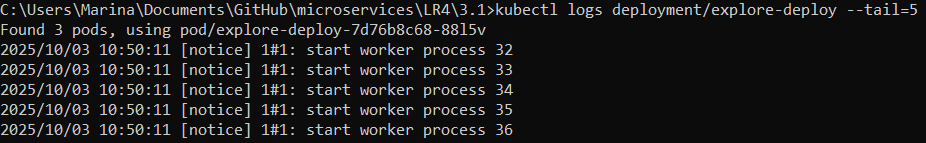 C:\Users\Marina\Documents\GitHub\microservices\LR4\3.1>kubectl logs deployment/explore-deploy --tail=5
Found 3 pods, using pod/explore-deploy-7d76b8c68-88l5v
2025/10/03 10:50:11 [notice] 1#1: start worker process 32
2025/10/03 10:50:11 [notice] 1#1: start worker process 33
2025/10/03 10:50:11 [notice] 1#1: start worker process 34
2025/10/03 10:50:11 [notice] 1#1: start worker process 35
2025/10/03 10:50:11 [notice] 1#1: start worker process 36